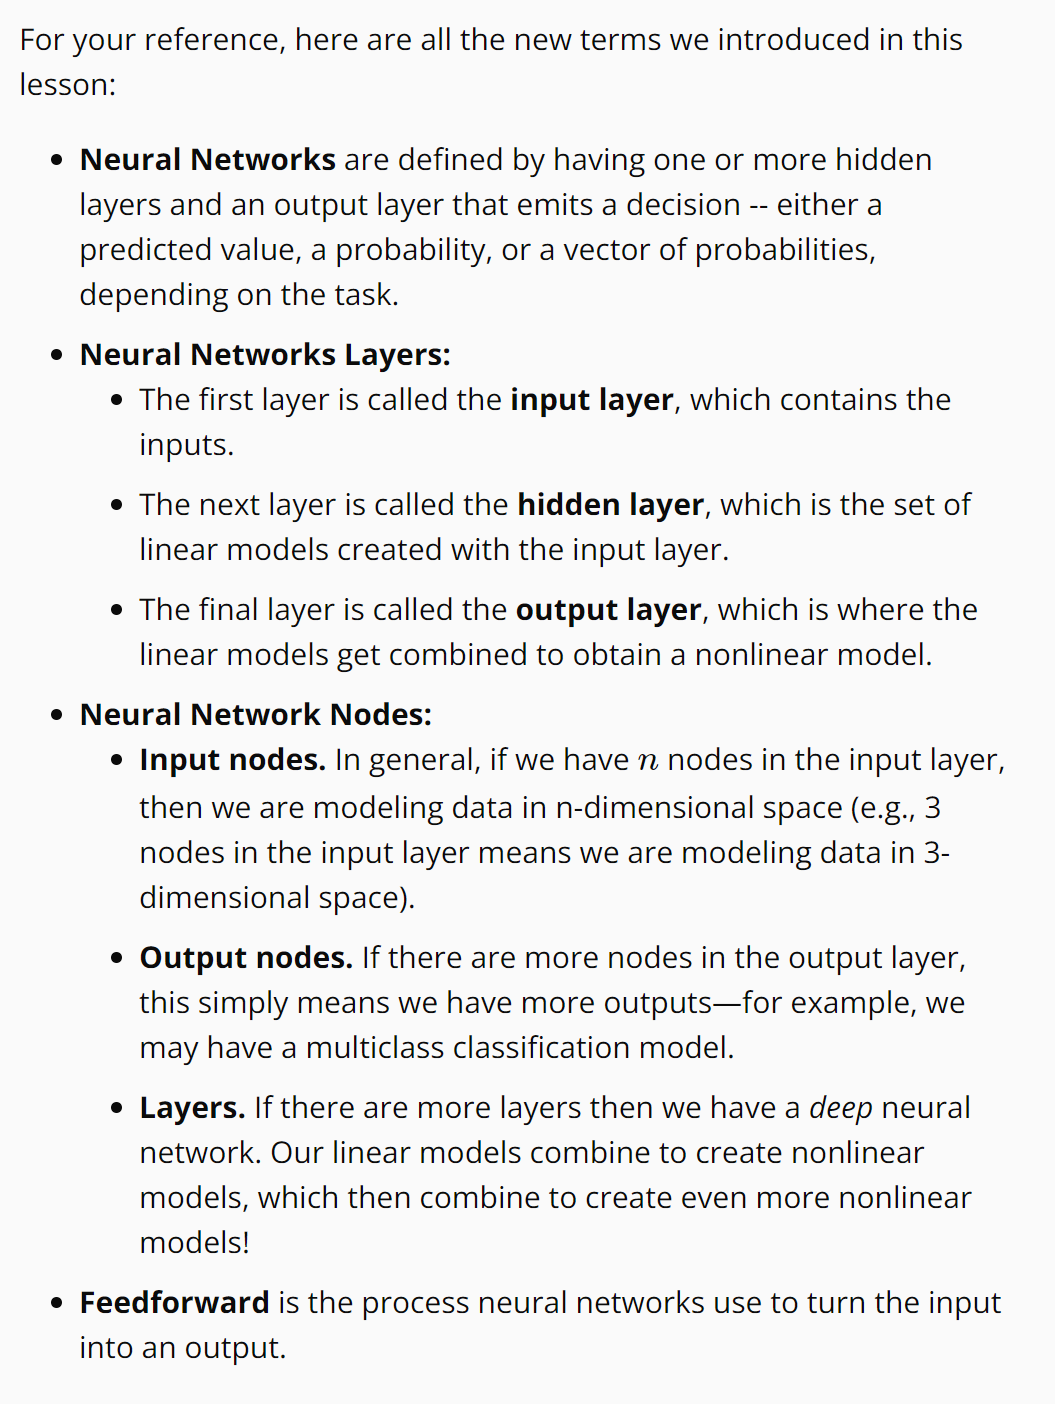 For your reference, here are all the new terms we introduced in this
lesson:
Neural Networks are defined by having one or more hidden
layers and an output layer that emits a decision -- either a
predicted value, a probability, or a vector of probabilities,
depending on the task.
Neural Networks Layers:
The first layer is called the input layer, which contains the
inputs.
The next layer is called the hidden layer, which is the set of
linear models created with the input layer.
The final layer is called the output layer, which is where the
linear models get combined to obtain a nonlinear model.
Neural Network Nodes:
Input nodes. In general, if we have n nodes in the input layer,
then we are modeling data in n-dimensional space (e.g., 3
nodes in the input layer means we are modeling data in 3-
dimensional space).
Output nodes. If there are more nodes in the output layer,
this simply means we have more outputs—for example, we
may have a multiclass classification model.
Layers. If there are more layers then we have a deep neural
network. Our linear models combine to create nonlinear
models, which then combine to create even more nonlinear
models!
Feedforward is the process neural networks use to turn the input
into an output.